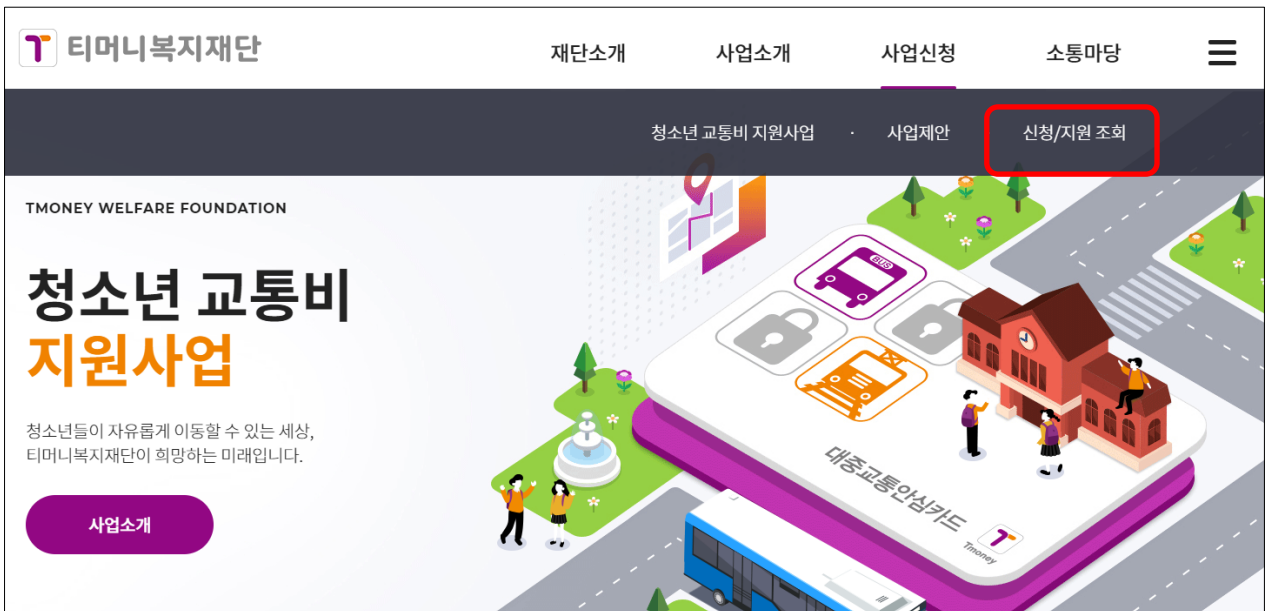 티머니복지재단
재단소개 사업소개 사업신청 소통마당
청소년 교통비 지원사업 · 사업제안 신청/지원 조회
TMONEY WELFARE FOUNDATION
청소년 교통비
지원사업
청소년들이 자유롭게 이동할 수 있는 세상,
티머니복지재단이 희망하는 미래입니다.
사업소개
BUS
대중교통안심카드
Tmoney